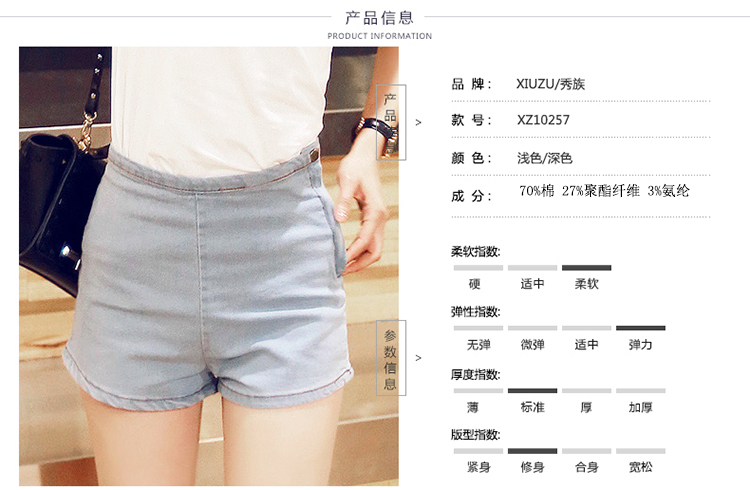 产品信息
PRODUCT INFORMATION
产品信息
>
品 牌： XIUZU/秀族
款 号： XZ10257
颜 色： 浅色/深色
成 分： 70%棉 27%聚酯纤维 3%氨纶
柔软指数:
硬 适中 柔软
弹性指数:
无弹 微弹 适中 弹力
参数信息
>
厚度指数:
薄 标准 厚 加厚
版型指数:
紧身 修身 合身 宽松